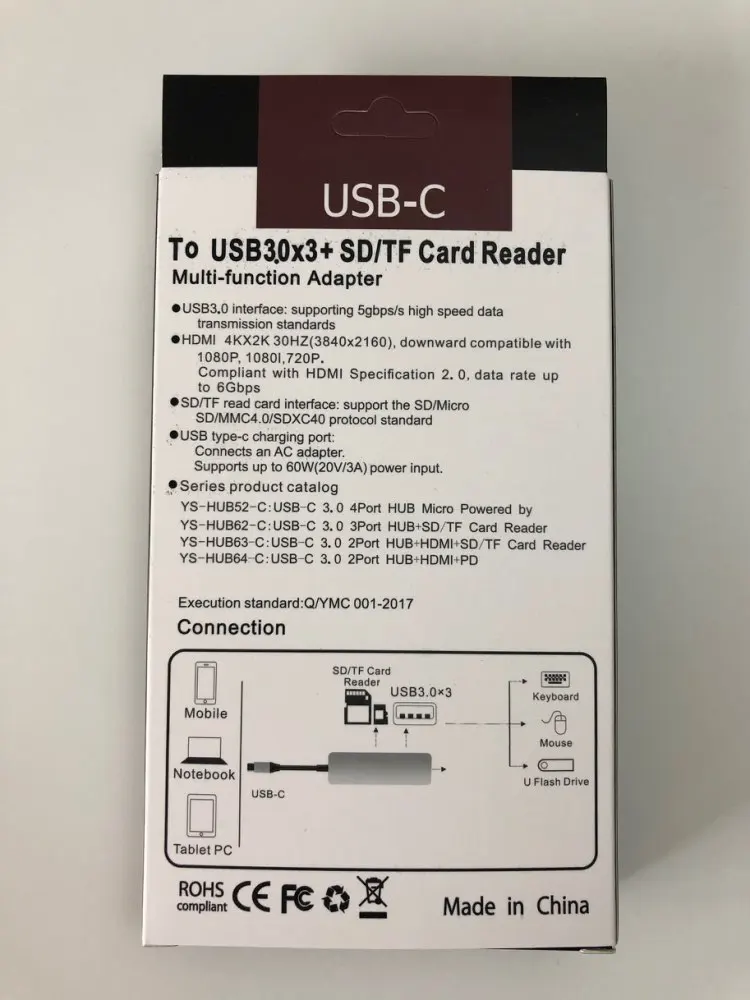 USB-C
To USB3.0x3+ SD/TF Card Reader
Multi-function Adapter
●USB3.0 interface: supporting 5gbps/s high speed data
transmission standards
●HDMI 4KX2K 30HZ(3840x2160), downward compatible with
1080P, 1080I,720P.
Compliant with HDMI Specification 2.0, data rate up
to 6Gbps
●SD/TF read card interface: support the SD/Micro
SD/MMC4.0/SDXC40 protocol standard
●USB type-c charging port:
Connects an AC adapter.
Supports up to 60W(20V/3A) power input.
●Series product catalog
YS-HUB52-C:USB-C 3.0 4Port HUB Micro Powered by
YS-HUB62-C:USB-C 3.0 3Port HUB+SD/TF Card Reader
YS-HUB63-C:USB-C 3.0 2Port HUB+HDMI+SD/TF Card Reader
YS-HUB64-C:USB-C 3.0 2Port HUB+HDMI+PD
Execution standard:Q/YMC 001-2017
Connection
Mobile
Notebook
Tablet PC
USB-C
SD/TF Card
Reader
USB3.0×3
Keyboard
Mouse
U Flash Drive
ROHS
compliant
CE FC
Made in China